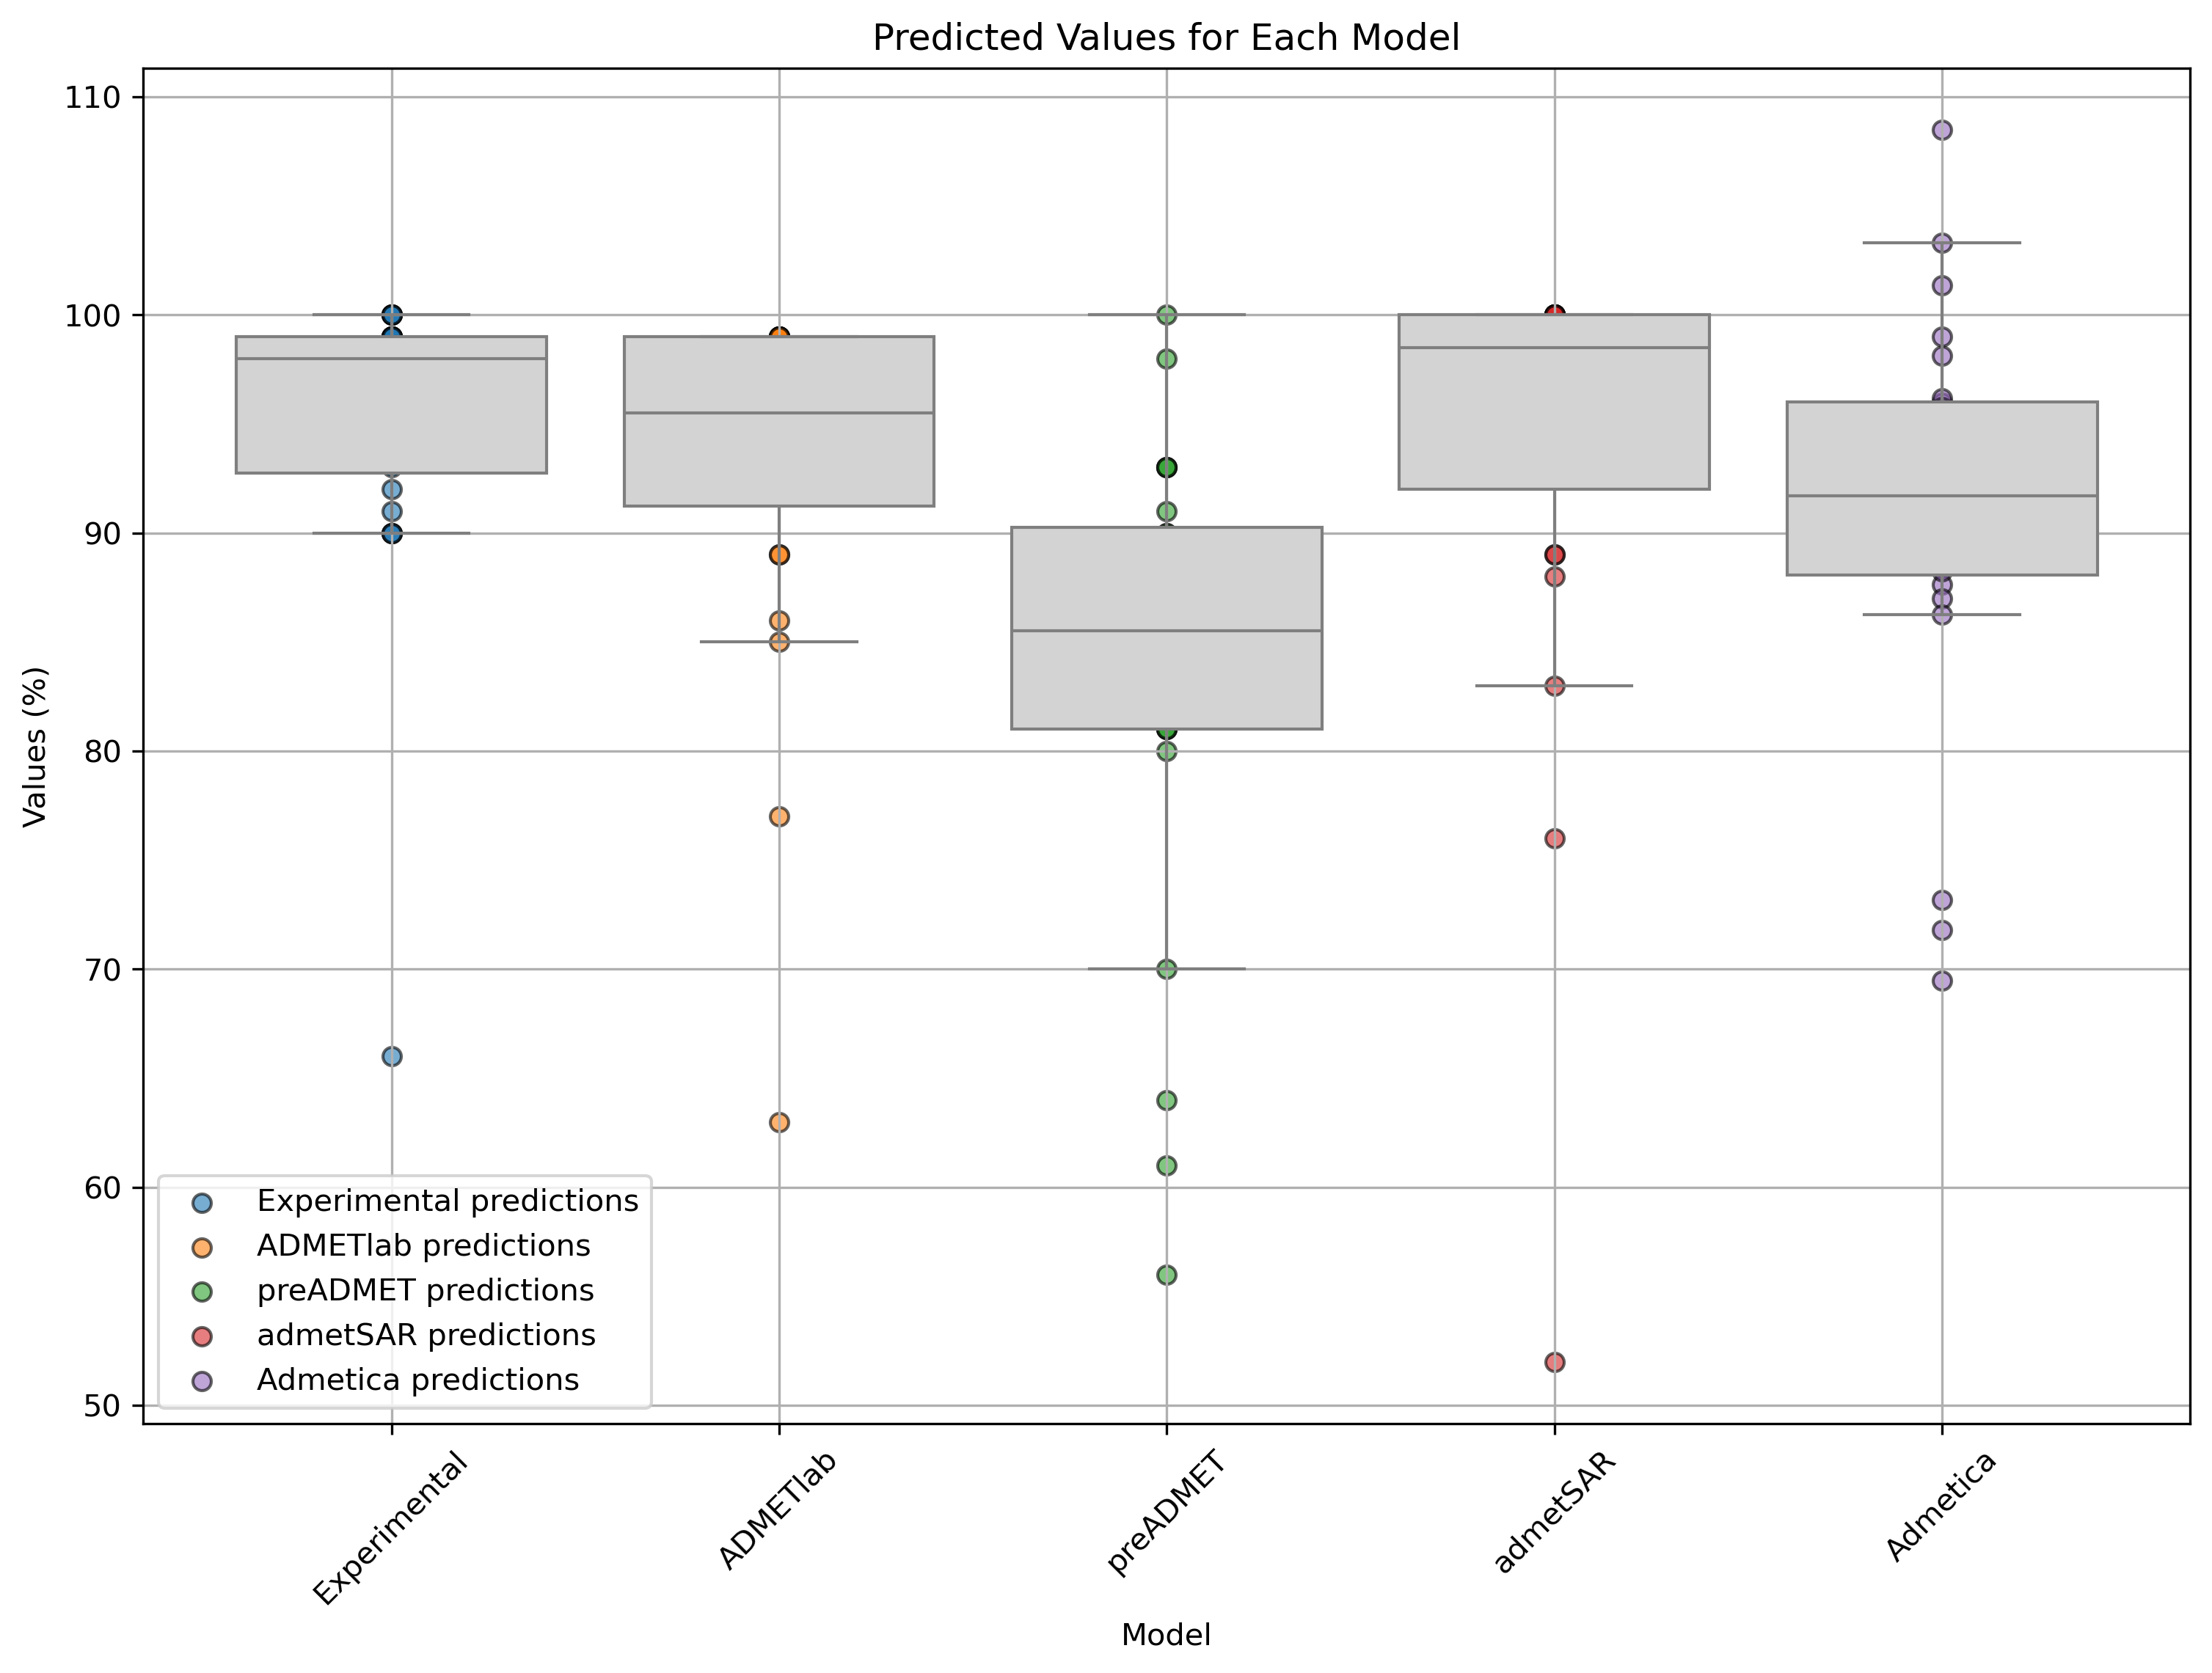 Predicted Values for Each Model
110
100
90
80
70
60
50
Values (%)
Experimental predictions
ADMETlab predictions
preADMET predictions
admetSAR predictions
Admetica predictions
Experimental
ADMETlab
preADMET
admetSAR
Admetica
Model